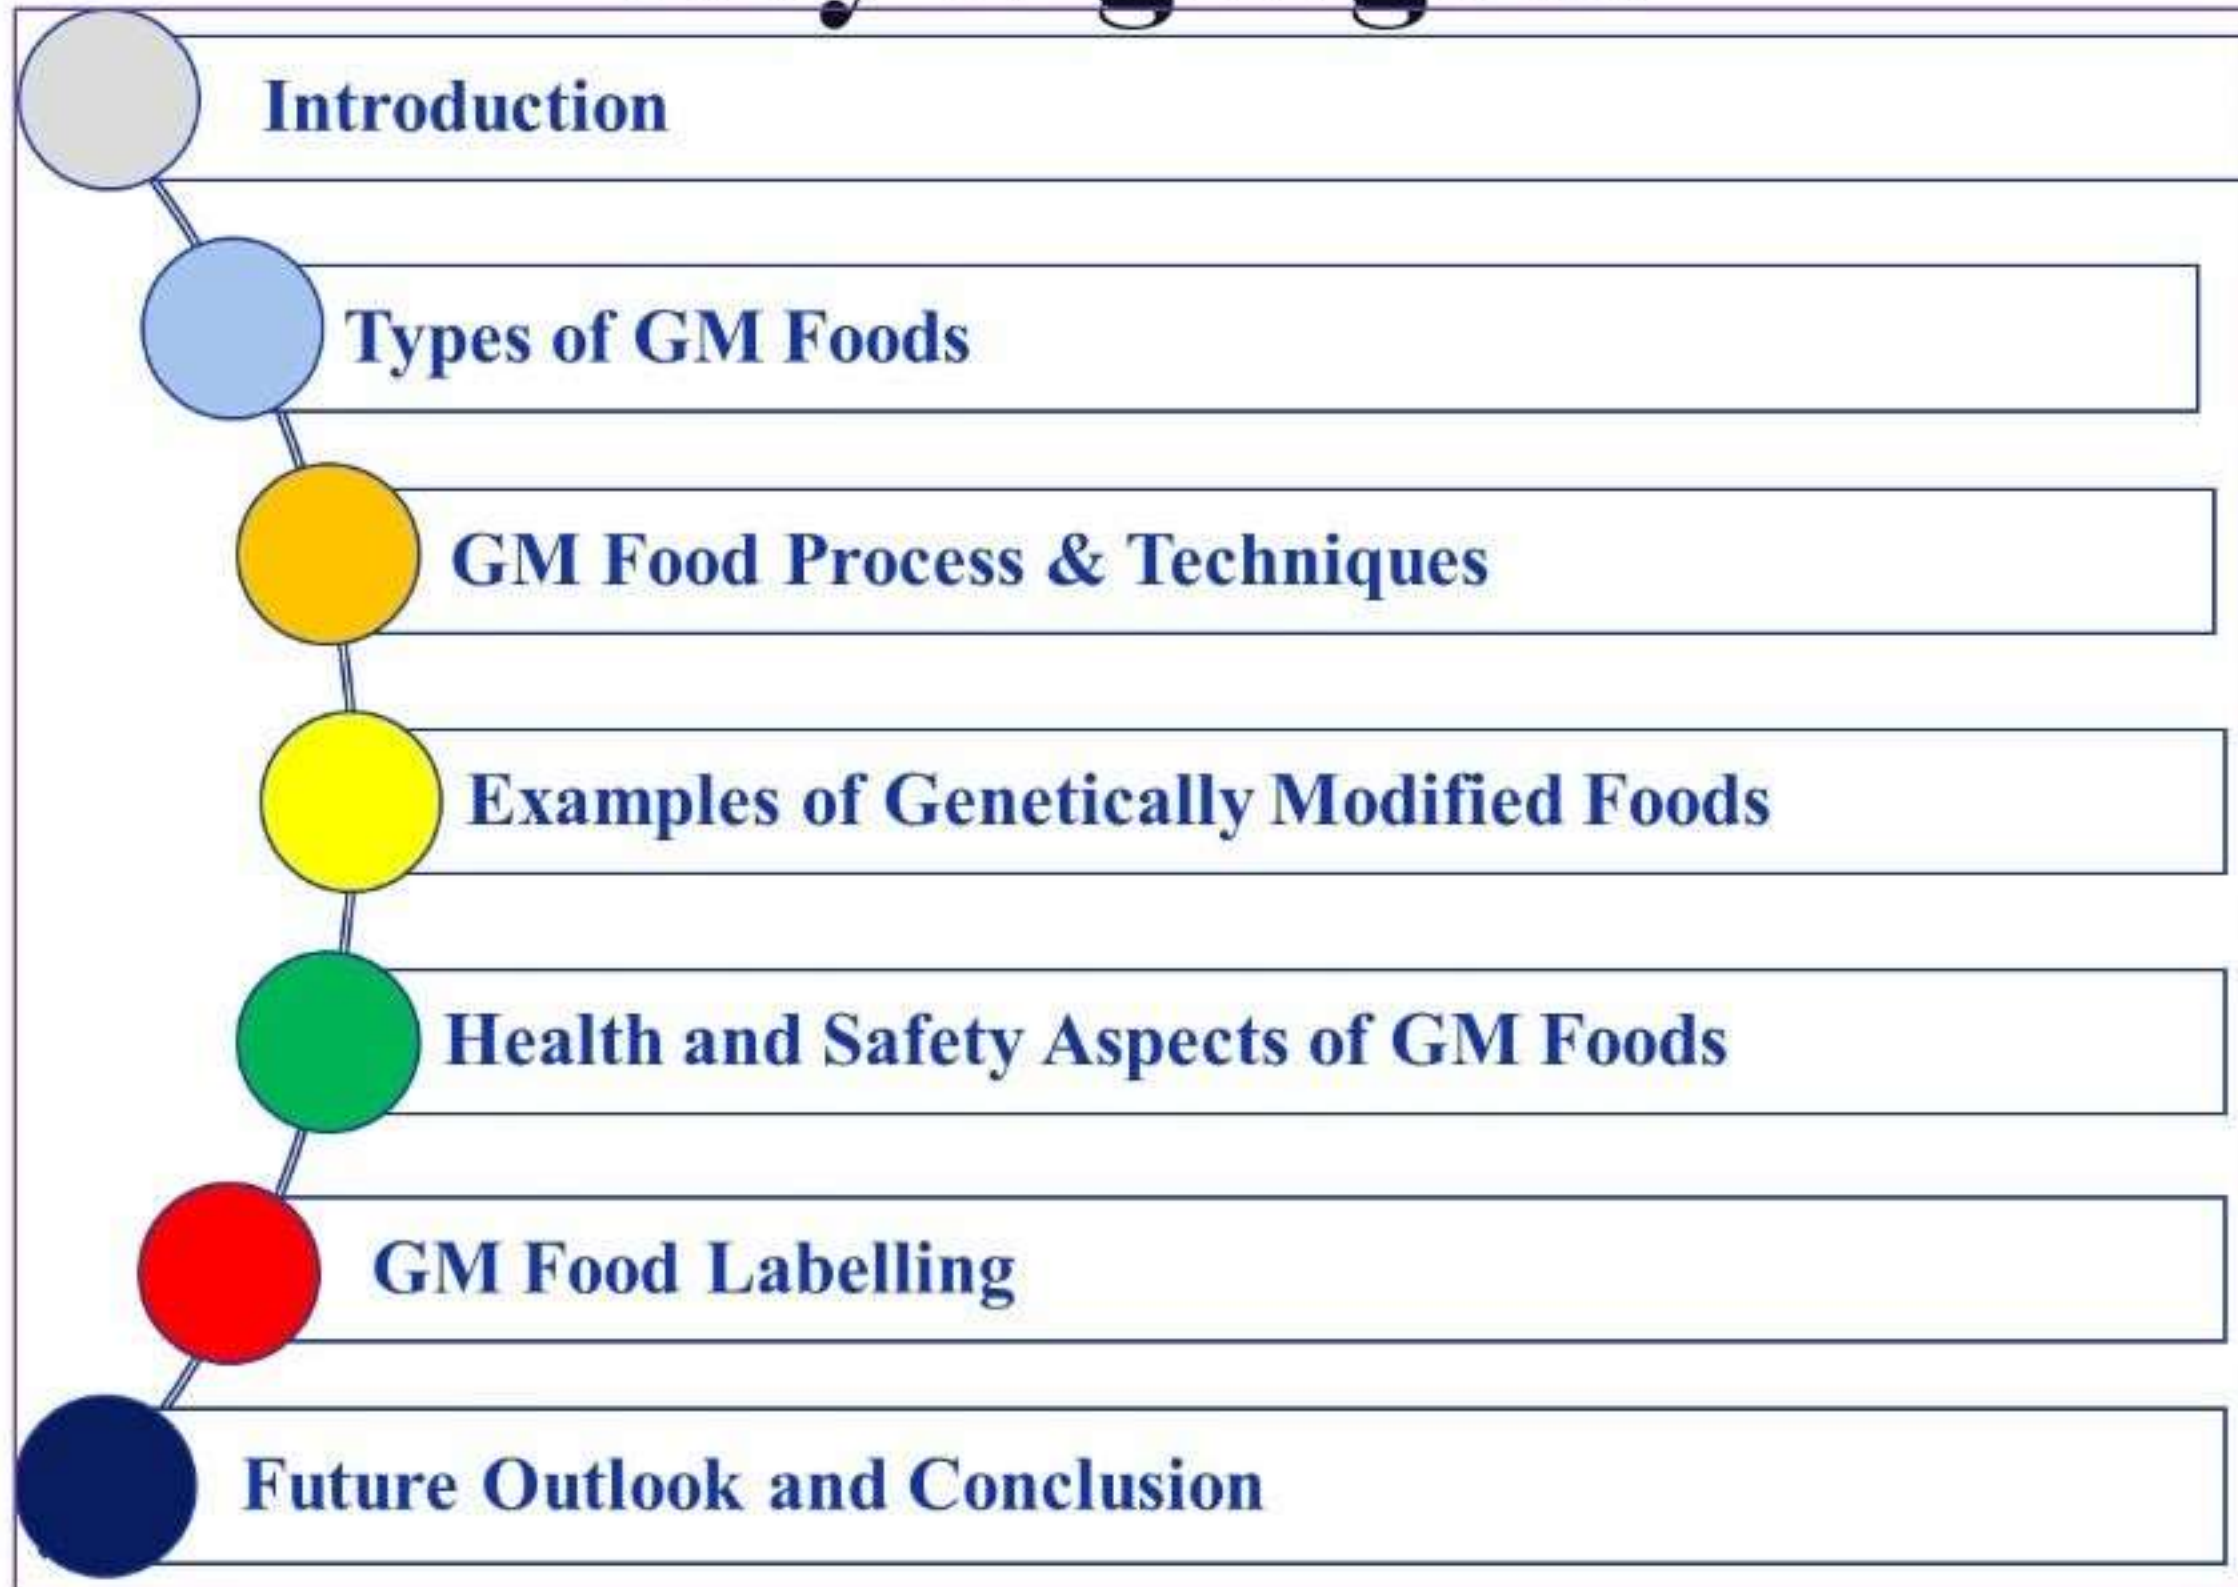 Introduction
Types of GM Foods
GM Food Process & Techniques
Examples of Genetically Modified Foods
Health and Safety Aspects of GM Foods
GM Food Labelling
Future Outlook and Conclusion